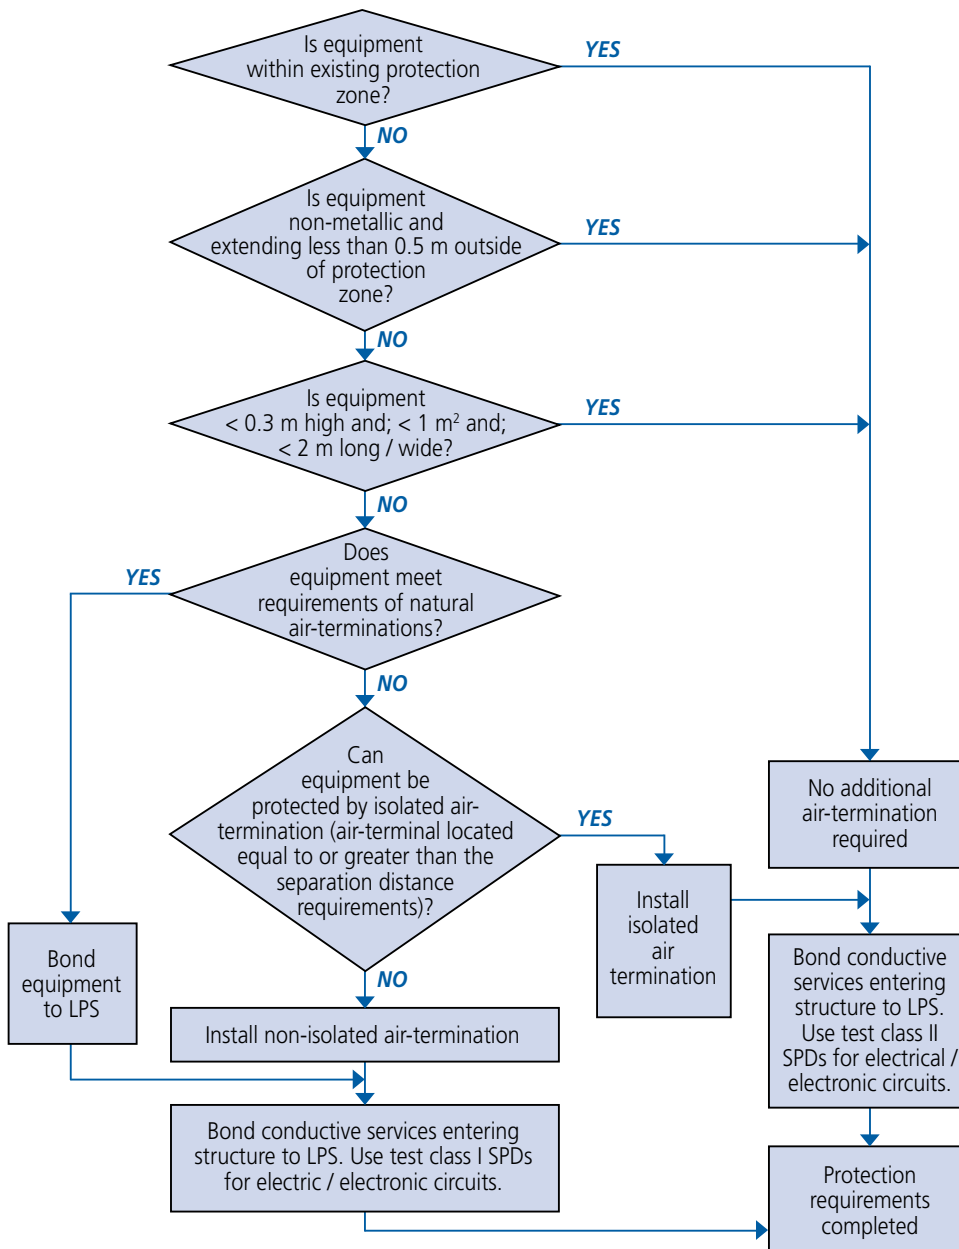 Is equipment
within existing protection
zone?
YES
NO
Is equipment
non-metallic and
extending less than 0.5 m outside
of protection
zone?
YES
NO
Is equipment
< 0.3 m high and; < 1 m² and;
< 2 m long / wide?
YES
NO
Does
equipment meet
requirements of natural
air-terminations?
YES
NO
Can
equipment be
protected by isolated air-
termination (air-terminal located
equal to or greater than the
separation distance
requirements)?
YES
NO
No additional
air-termination
required
Install
isolated
air
termination
Bond
equipment
to LPS
Install non-isolated air-termination
Bond conductive
services entering
structure to LPS.
Use test class II
SPDs for electrical /
electronic circuits.
Bond conductive services entering
structure to LPS. Use test class I SPDs
for electric / electronic circuits.
Protection
requirements
completed